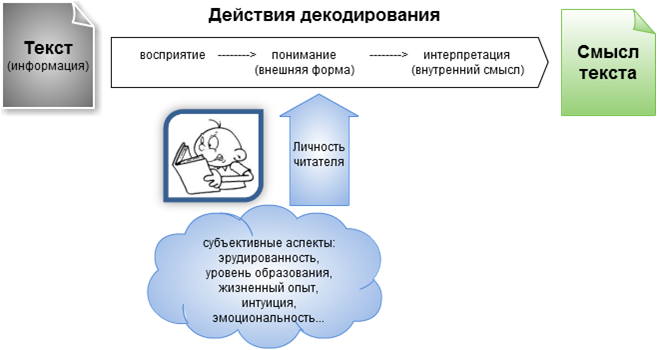 Действия декодирования
Текст
(информация)
восприятие --------> понимание --------> интерпретация
(внешняя форма) (внутренний смысл)
Смысл
текста
Личность
читателя
субъективные аспекты:
эрудированность,
уровень образования,
жизненный опыт,
интуиция,
эмоциональность...